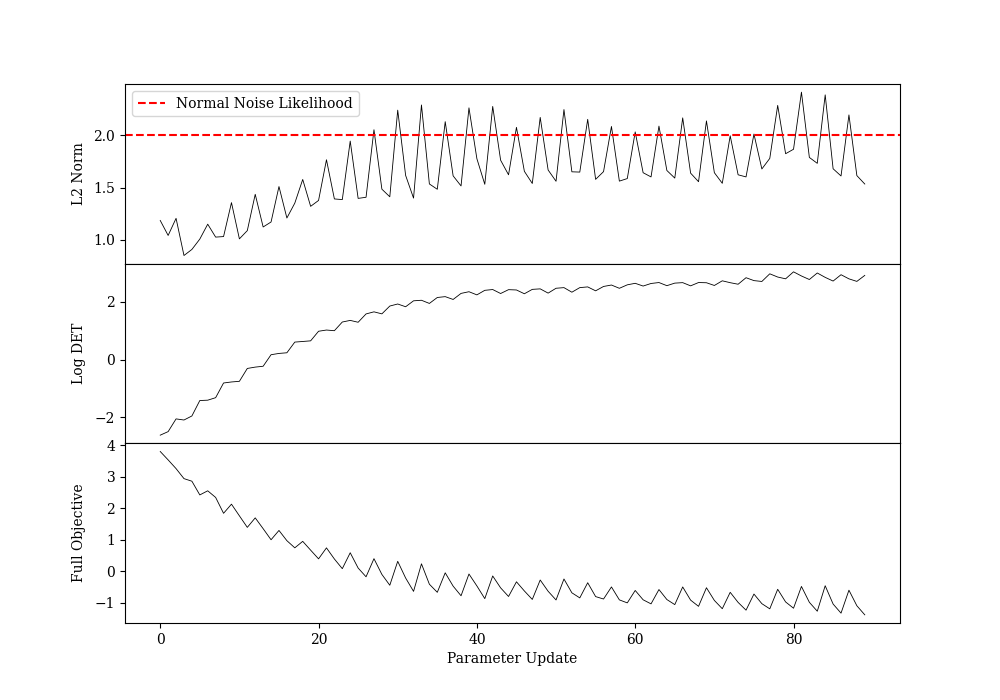 Normal Noise Likelihood
2.0
1.5
1.0
L2 Norm
2
0
−2
Log DET
4
3
2
1
0
−1
Full Objective
0 20 40 60 80
Parameter Update